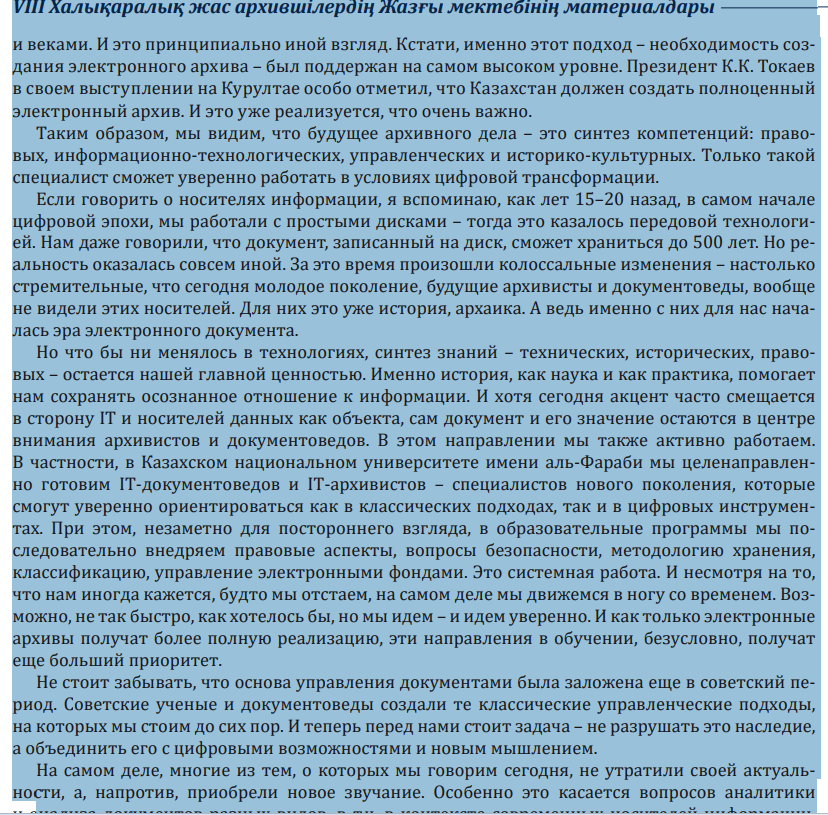 VIII Халықаралық жас архившілердің Жазғы мектебінің материалдары
и веками. И это принципиально иной взгляд. Кстати, именно этот подход – необходимость соз-
дания электронного архива – был поддержан на самом высоком уровне. Президент К.К. Токаев
в своем выступлении на Курултае особо отметил, что Казахстан должен создать полноценный
электронный архив. И это уже реализуется, что очень важно.
Таким образом, мы видим, что будущее архивного дела – это синтез компетенций: право-
вых, информационно-технологических, управленческих и историко-культурных. Только такой
специалист сможет уверенно работать в условиях цифровой трансформации.
Если говорить о носителях информации, я вспоминаю, как лет 15–20 назад, в самом начале
цифровой эпохи, мы работали с простыми дисками – тогда это казалось передовой технологи-
ей. Нам даже говорили, что документ, записанный на диск, сможет храниться до 500 лет. Но ре-
альность оказалась совсем иной. За это время произошли колоссальные изменения – настолько
стремительные, что сегодня молодое поколение, будущие архивисты и документоведы, вообще
не видели этих носителей. Для них это уже история, архаика. А ведь именно с них для нас нача-
лась эра электронного документа.
Но что бы ни менялось в технологиях, синтез знаний – технических, исторических, право-
вых – остается нашей главной ценностью. Именно история, как наука и как практика, помогает
нам сохранять осознанное отношение к информации. И хотя сегодня акцент часто смещается
в сторону IT и носителей данных как объекта, сам документ и его значение остаются в центре
внимания архивистов и документоведов. В этом направлении мы также активно работаем.
В частности, в Казахском национальном университете имени аль-Фараби мы целенаправлен-
но готовим IT-документоведов и IT-архивистов – специалистов нового поколения, которые
смогут уверенно ориентироваться как в классических подходах, так и в цифровых инструмен-
тах. При этом, незаметно для постороннего взгляда, в образовательные программы мы по-
следовательно внедряем правовые аспекты, вопросы безопасности, методологию хранения,
классификацию, управление электронными фондами. Это системная работа. И несмотря на то,
что нам иногда кажется, будто мы отстаем, на самом деле мы движемся в ногу со временем. Воз-
можно, не так быстро, как хотелось бы, но мы идем – и идем уверенно. И как только электронные
архивы получат более полную реализацию, эти направления в обучении, безусловно, получат
еще больший приоритет.
Не стоит забывать, что основа управления документами была заложена еще в советский пе-
риод. Советские ученые и документоведы создали те классические управленческие подходы,
на которых мы стоим до сих пор. И теперь перед нами стоит задача – не разрушать это наследие,
а объединить его с цифровыми возможностями и новым мышлением.
На самом деле, многие из тем, о которых мы говорим сегодня, не утратили своей актуаль-
ности, а, напротив, приобрели новое звучание. Особенно это касается вопросов аналитики